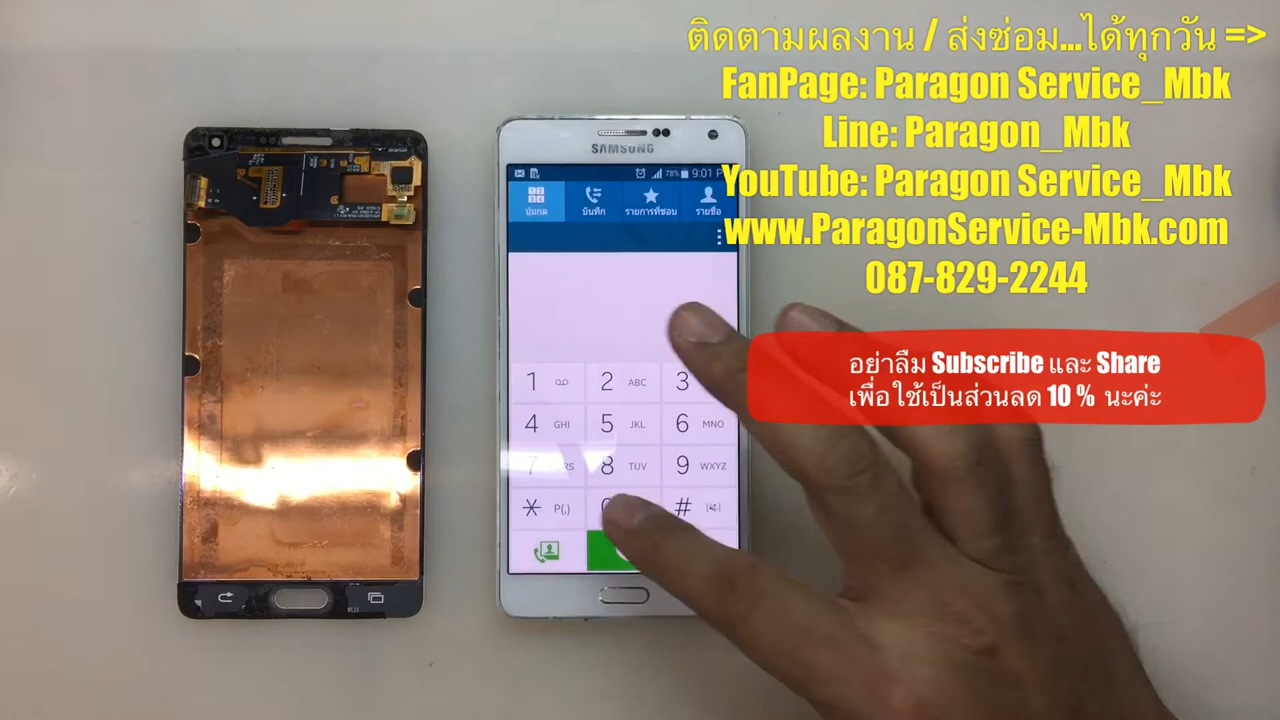 ติดตามผลงาน / ส่งซ่อม...ได้ทุกวัน =>
FanPage: Paragon Service_Mbk
Line: Paragon_Mbk
YouTube: Paragon Service_Mbk
www.ParagonService-Mbk.com
087-829-2244
อย่าลืม Subscribe และ Share
เพื่อใช้เป็นส่วนลด 10 % นะค่ะ
SAMSUNG
78% 9:01
ปุ่มกด บันทึก รายการที่ชอบ รายชื่อ
1 2 ABC 3
4 GHI 5 JKL 6 MNO
7 8 TUV 9 WXYZ
* P(,) #